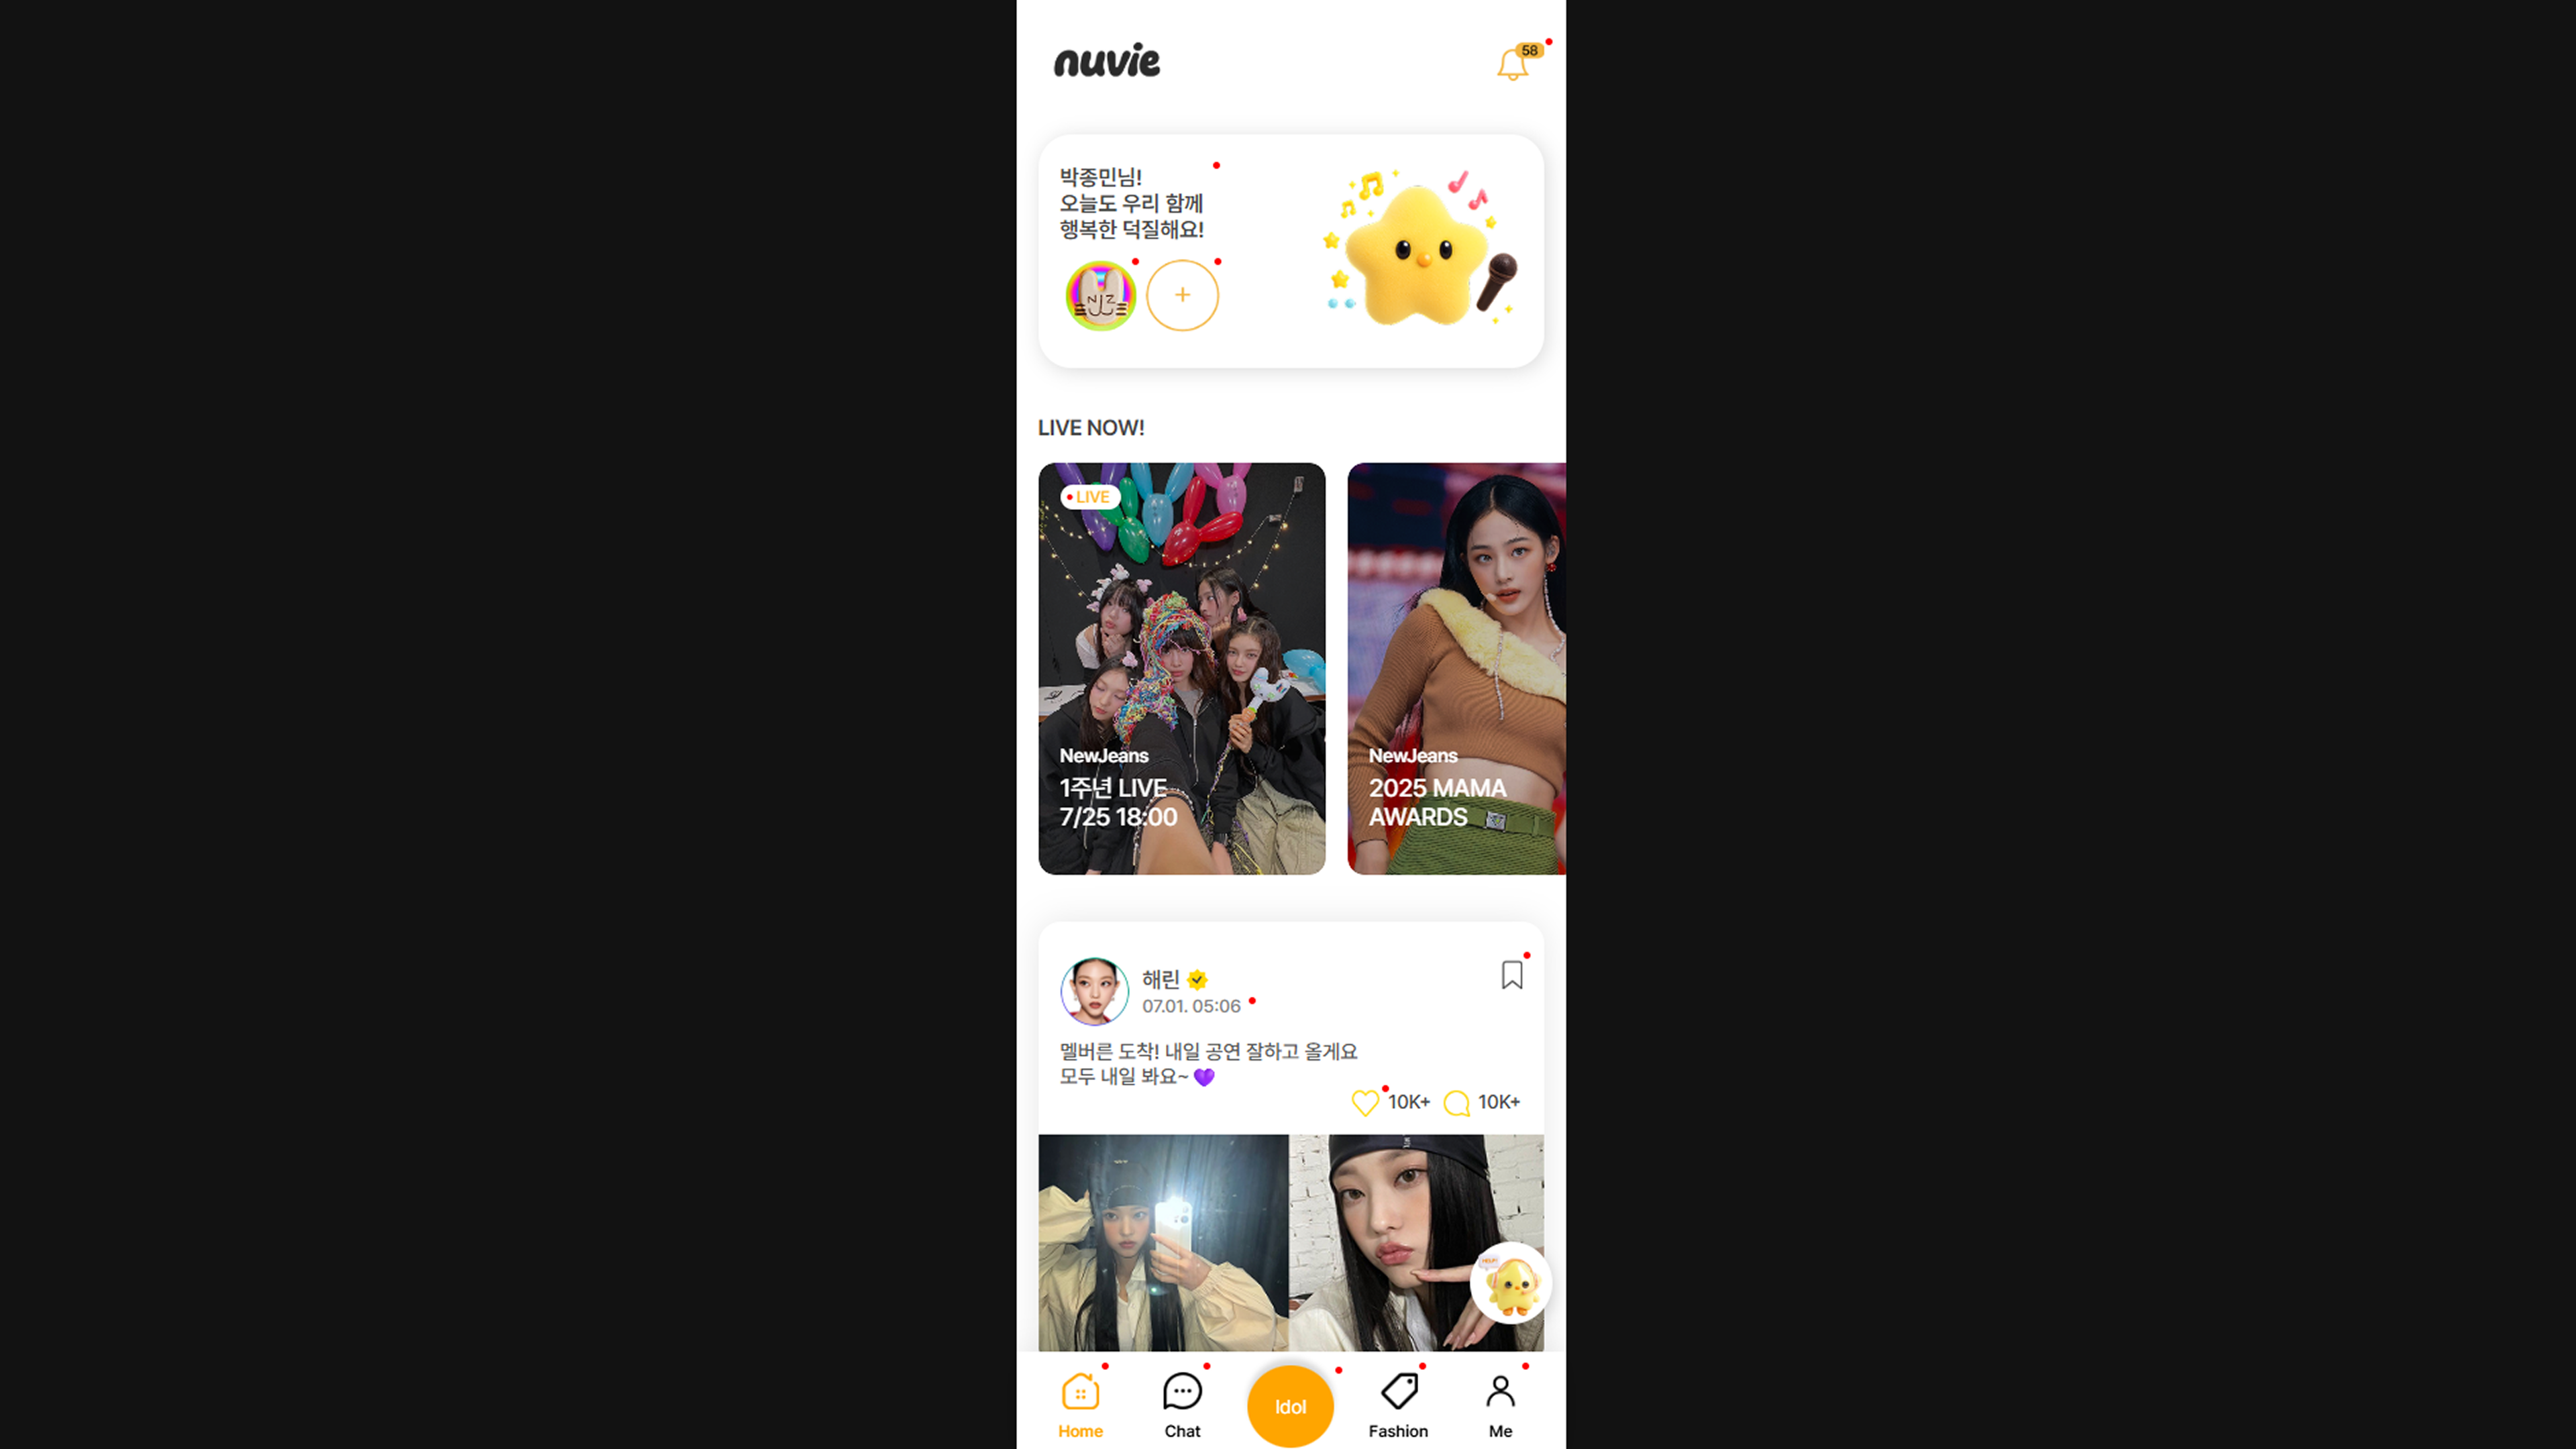 nuvie
58
박종민님!
오늘도 우리 함께
행복한 덕질해요!
NJZ
+
LIVE NOW!
LIVE
NewJeans
1주년 LIVE
7/25 18:00
NewJeans
2025 MAMA
AWARDS
해린
07.01. 05:06
멜버른 도착! 내일 공연 잘하고 올게요
모두 내일 봐요~ 💜
10K+ 10K+
Home
Chat
Idol
Fashion
Me